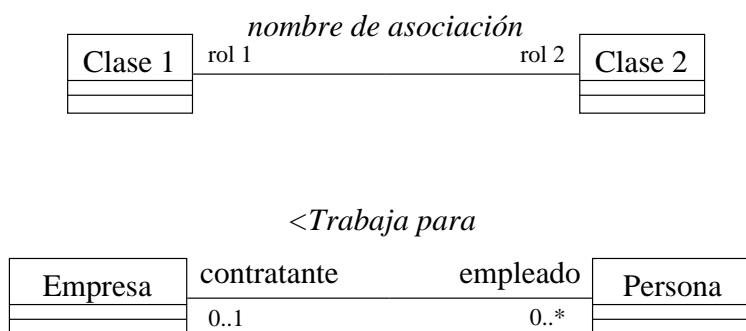 nombre de asociación
Clase 1 rol 1 rol 2 Clase 2
<Trabaja para
Empresa contratante empleado Persona
0..1 0..*